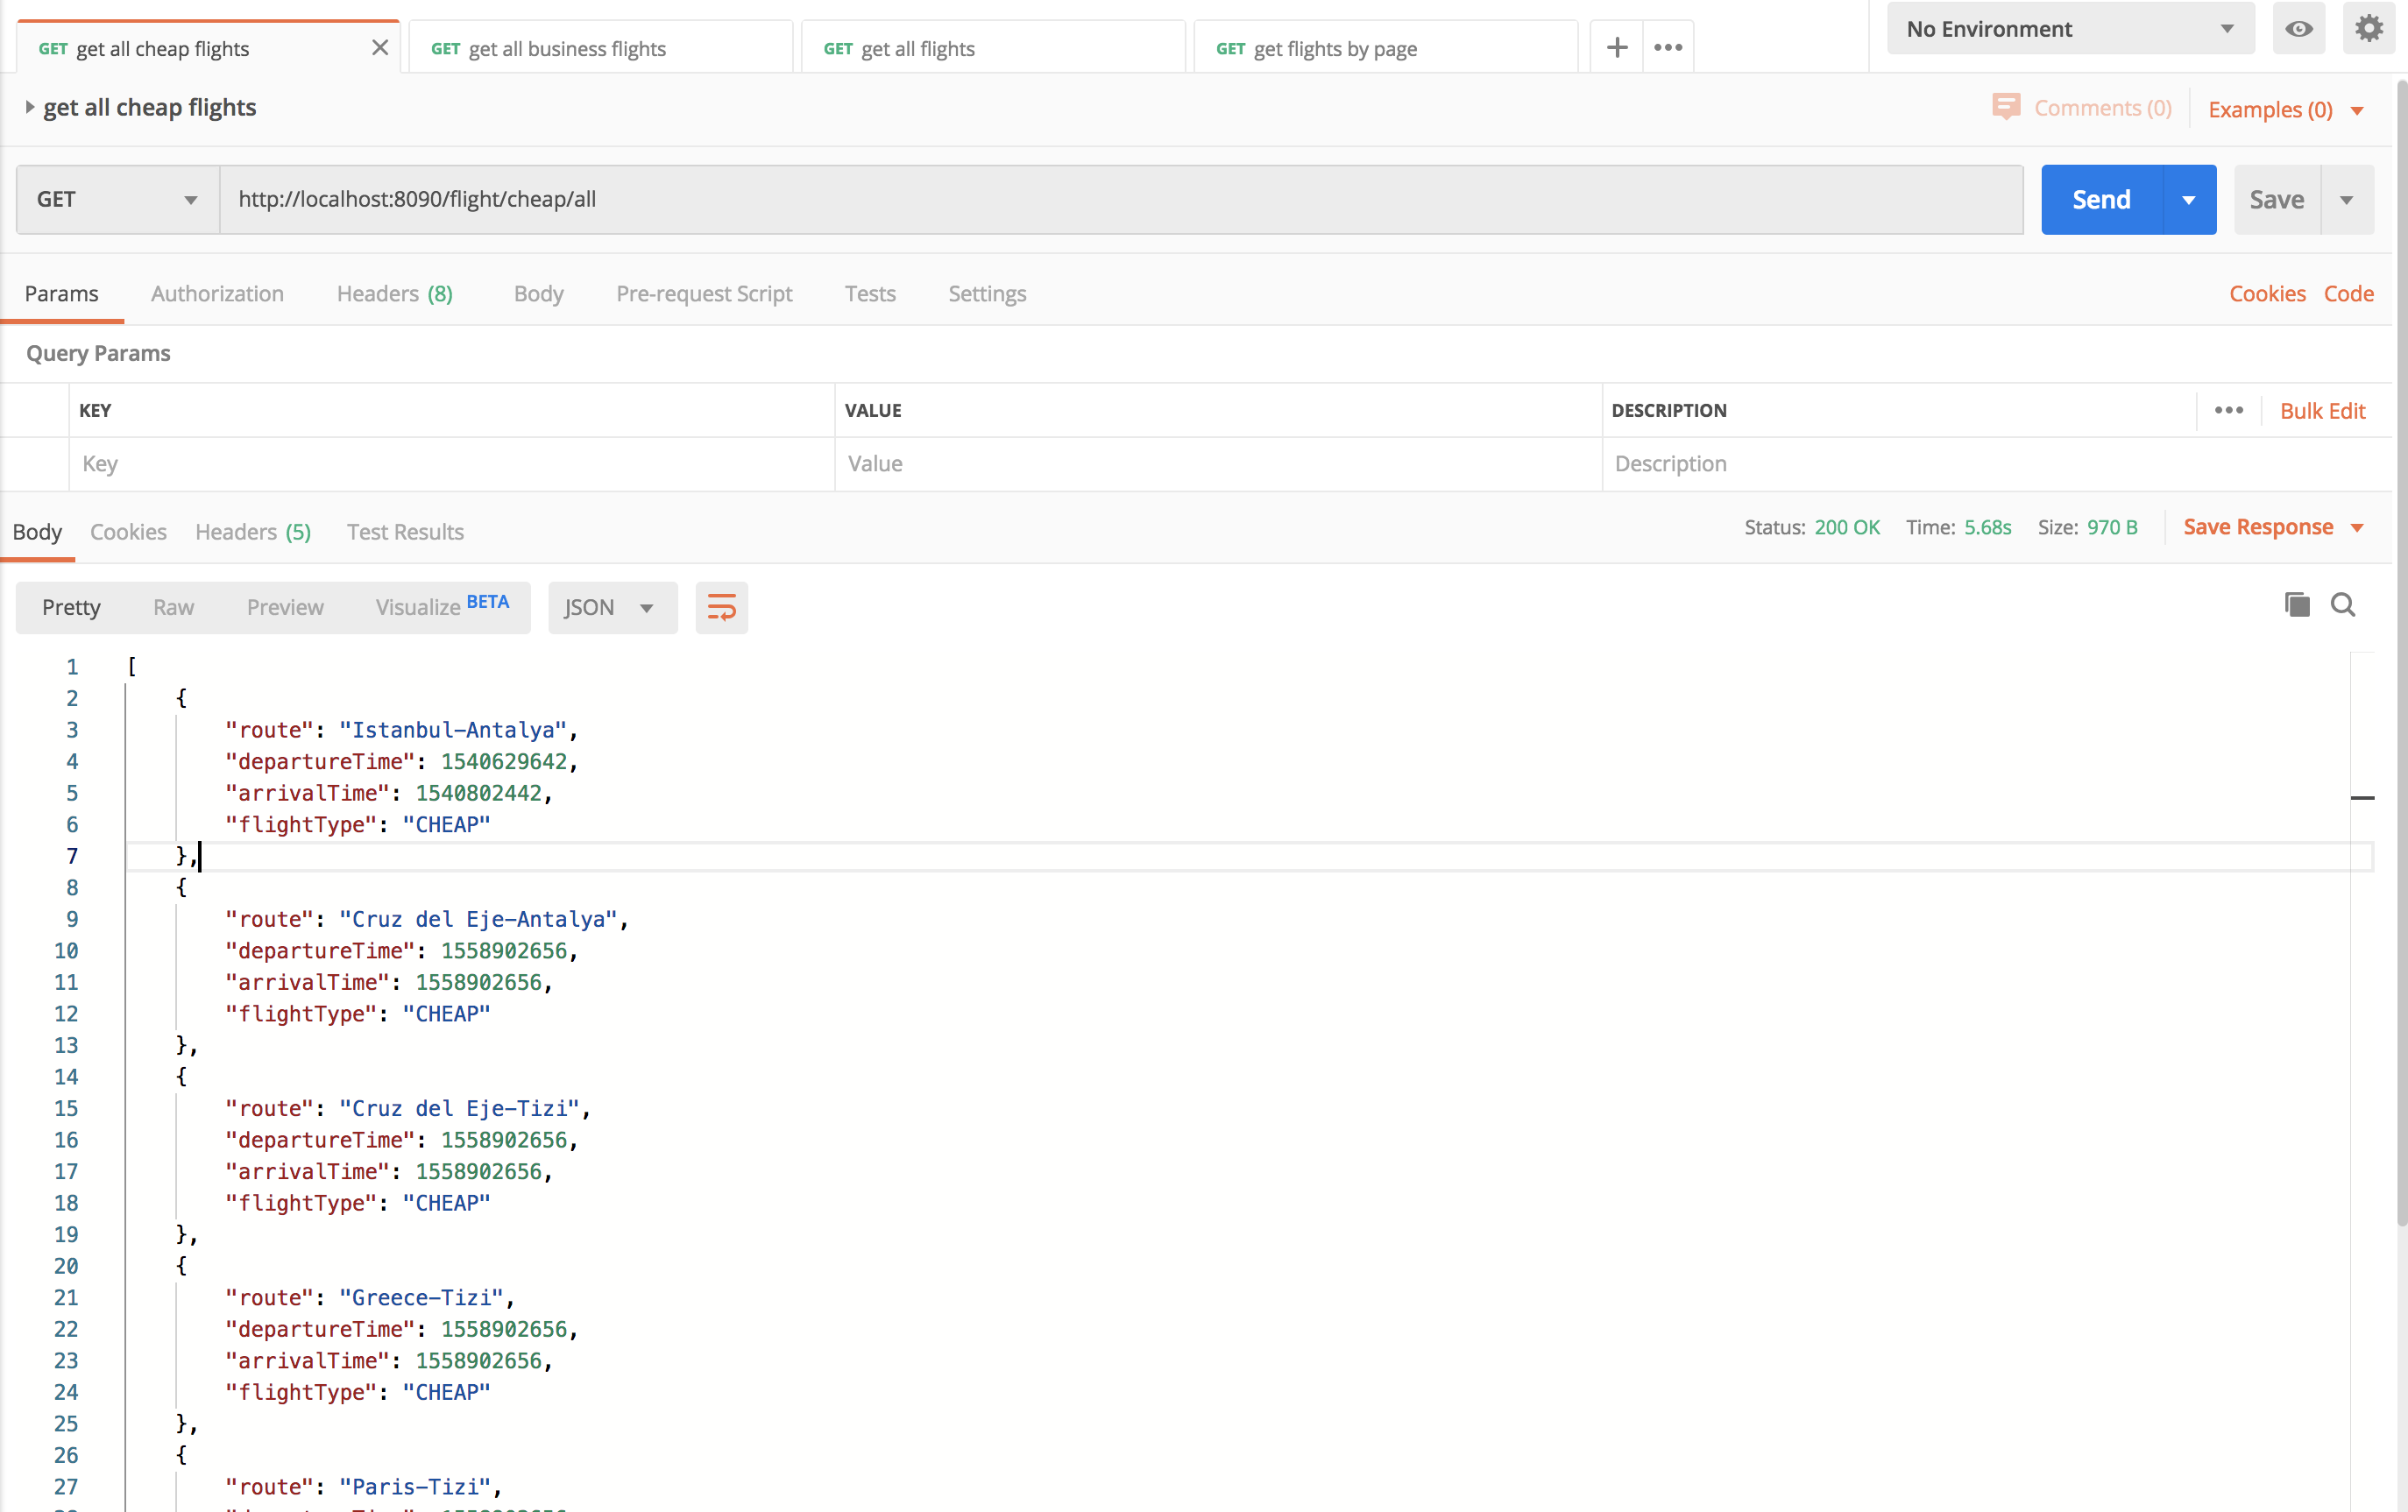 GET get all cheap flights
GET get all business flights
GET get all flights
GET get flights by page
No Environment
get all cheap flights
Comments (0)
Examples (0)
GET
http://localhost:8090/flight/cheap/all
Send
Save
Params Authorization Headers (8) Body Pre-request Script Tests Settings
Cookies Code
Query Params
KEY VALUE DESCRIPTION
Bulk Edit
Key Value Description
Body Cookies Headers (5) Test Results
Status: 200 OK Time: 5.68s Size: 970 B Save Response
Pretty Raw Preview Visualize BETA JSON
1 [
2 {
3 "route": "Istanbul-Antalya",
4 "departureTime": 1540629642,
5 "arrivalTime": 1540802442,
6 "flightType": "CHEAP"
7 },
8 {
9 "route": "Cruz del Eje-Antalya",
10 "departureTime": 1558902656,
11 "arrivalTime": 1558902656,
12 "flightType": "CHEAP"
13 },
14 {
15 "route": "Cruz del Eje-Tizi",
16 "departureTime": 1558902656,
17 "arrivalTime": 1558902656,
18 "flightType": "CHEAP"
19 },
20 {
21 "route": "Greece-Tizi",
22 "departureTime": 1558902656,
23 "arrivalTime": 1558902656,
24 "flightType": "CHEAP"
25 },
26 {
27 "route": "Paris-Tizi",